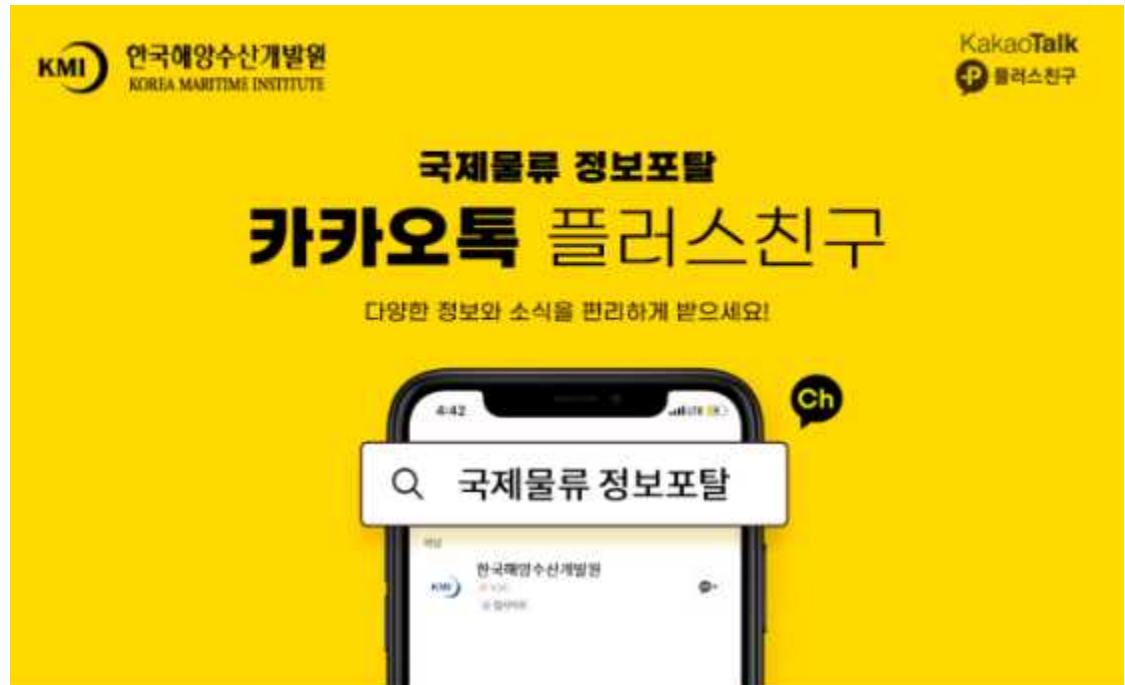 KMI 한국해양수산개발원
KOREA MARITIME INSTITUTE
KakaoTalk
플러스친구
국제물류 정보포탈
카카오톡 플러스친구
다양한 정보와 소식을 편리하게 받으세요!
4:42
LTE
Ch
국제물류 정보포탈
채널
한국해양수산개발원
KMI